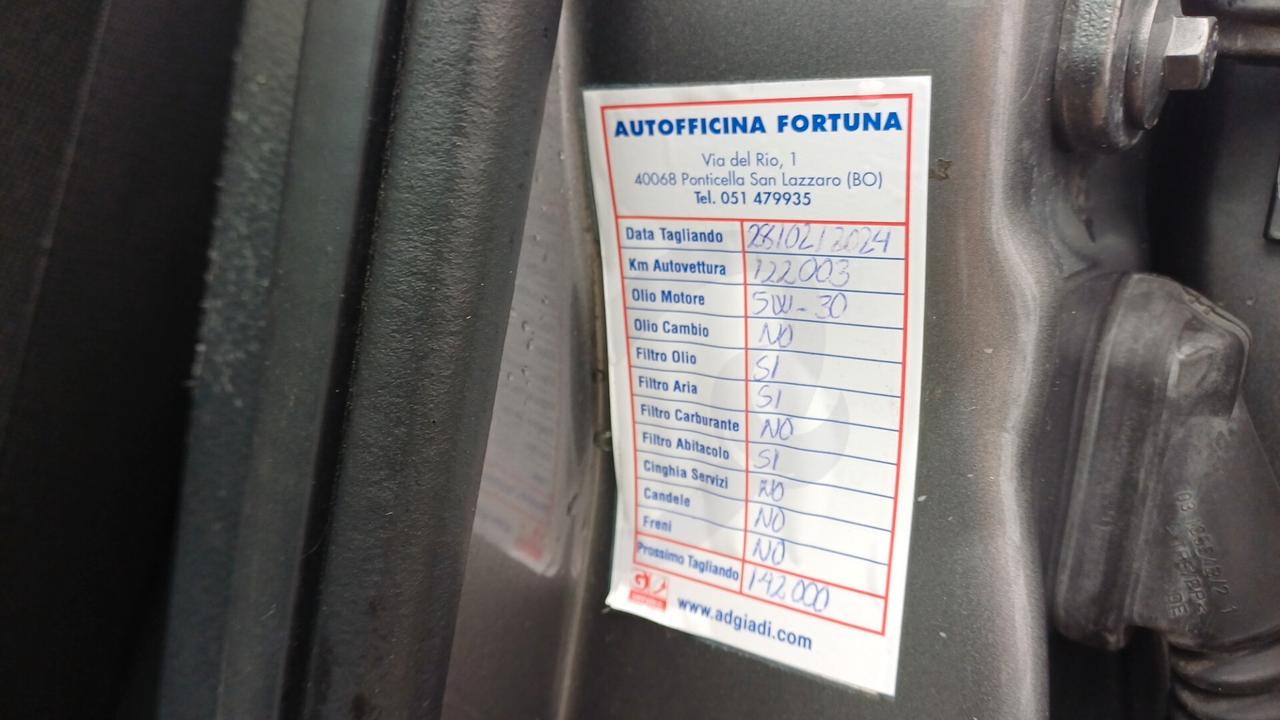 AUTOFFICINA FORTUNA
Via del Rio, 1
40068 Ponticella San Lazzaro (BO)
Tel. 051 479935
Data Tagliando 28/02/2024
Km Autovettura 122003
Olio Motore 5W-30
Olio Cambio NO
Filtro Olio SI
Filtro Aria SI
Filtro Carburante NO
Filtro Abitacolo SI
Cinghia Servizi NO
Candele NO
Freni NO
Prossimo Tagliando 142000
www.adgiadi.com